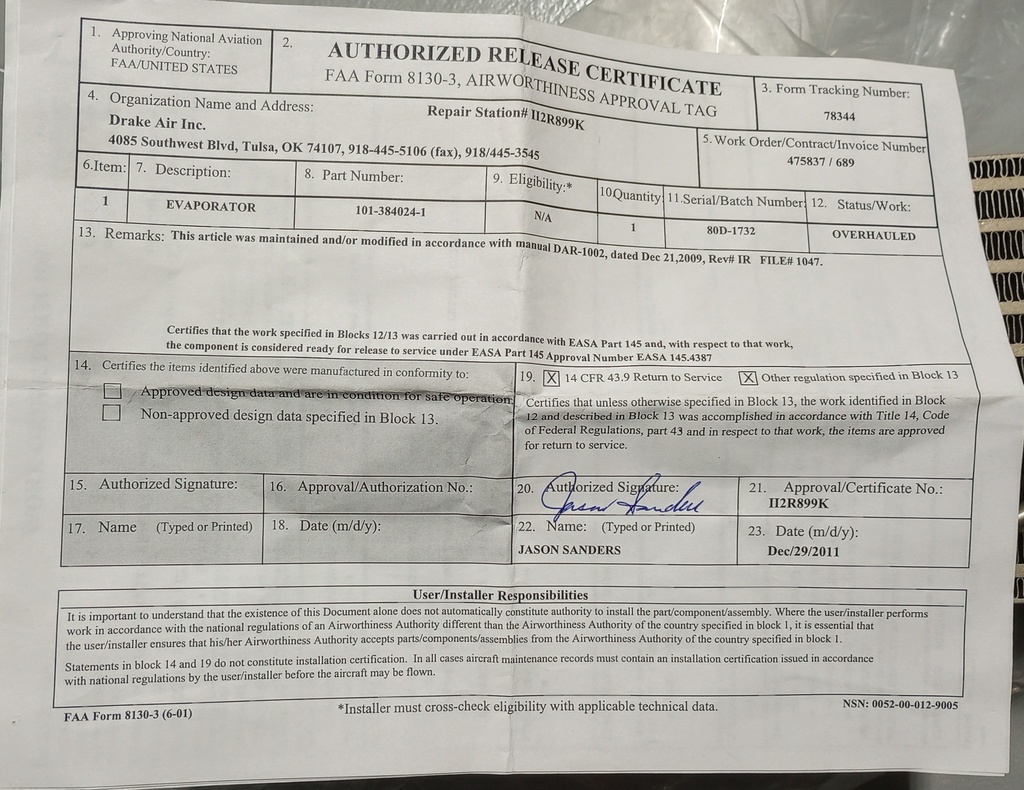 1. Approving National Aviation
Authority/Country:
FAA/UNITED STATES
2.
AUTHORIZED RELEASE CERTIFICATE
FAA Form 8130-3, AIRWORTHINESS APPROVAL TAG
3. Form Tracking Number:
78344
4. Organization Name and Address:
Repair Station# II2R899K
Drake Air Inc.
4085 Southwest Blvd, Tulsa, OK 74107, 918-445-5106 (fax), 918/445-3545
5. Work Order/Contract/Invoice Number
475837 / 689
6.Item: 7. Description: 8. Part Number: 9. Eligibility:* 10Quantity: 11.Serial/Batch Number: 12. Status/Work:
1 EVAPORATOR 101-384024-1 N/A 1 80D-1732 OVERHAULED
13. Remarks: This article was maintained and/or modified in accordance with manual DAR-1002, dated Dec 21,2009, Rev# IR FILE# 1047.
Certifies that the work specified in Blocks 12/13 was carried out in accordance with EASA Part 145 and, with respect to that work,
the component is considered ready for release to service under EASA Part 145 Approval Number EASA 145.4387
14. Certifies the items identified above were manufactured in conformity to:
Approved design data and are in condition for safe operation.
Non-approved design data specified in Block 13.
19. X 14 CFR 43.9 Return to Service X Other regulation specified in Block 13
Certifies that unless otherwise specified in Block 13, the work identified in Block
12 and described in Block 13 was accomplished in accordance with Title 14, Code
of Federal Regulations, part 43 and in respect to that work, the items are approved
for return to service.
15. Authorized Signature:
16. Approval/Authorization No.:
20. Authorized Signature:
Jason Sanders
21. Approval/Certificate No.:
II2R899K
17. Name (Typed or Printed)
18. Date (m/d/y):
22. Name: (Typed or Printed)
JASON SANDERS
23. Date (m/d/y):
Dec/29/2011
User/Installer Responsibilities
It is important to understand that the existence of this Document alone does not automatically constitute authority to install the part/component/assembly. Where the user/installer performs
work in accordance with the national regulations of an Airworthiness Authority different than the Airworthiness Authority of the country specified in block 1, it is essential that
the user/installer ensures that his/her Airworthiness Authority accepts parts/components/assemblies from the Airworthiness Authority of the country specified in block 1.
Statements in block 14 and 19 do not constitute installation certification. In all cases aircraft maintenance records must contain an installation certification issued in accordance
with national regulations by the user/installer before the aircraft may be flown.
FAA Form 8130-3 (6-01)
*Installer must cross-check eligibility with applicable technical data.
NSN: 0052-00-012-9005